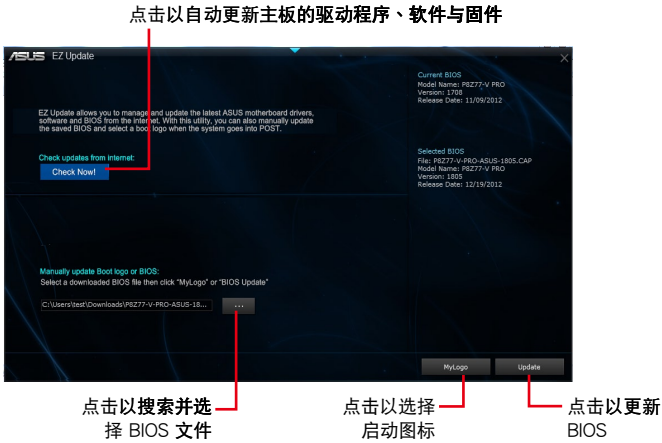 点击以自动更新主板的驱动程序、软件与固件
ASUS EZ Update
Current BIOS
Model Name: P8Z77-V PRO
Version: 1708
Release Date: 11/09/2012
EZ Update allows you to manage and update the latest ASUS motherboard drivers,
software and BIOS from the internet. With this utility, you can also manually update
the saved BIOS and select a boot logo when the system goes into POST.
Check updates from internet:
Check Now!
Selected BIOS
File: P8Z77-V-PRO-ASUS-1805.CAP
Model Name: P8Z77-V PRO
Version: 1805
Release Date: 12/19/2012
Manually update Boot logo or BIOS:
Select a downloaded BIOS file then click "MyLogo" or "BIOS Update"
C:\Users\test\Downloads\P8Z77-V-PRO-ASUS-18...
...
MyLogo
Update
点击以搜索并选
择 BIOS 文件
点击以选择
启动图标
点击以更新
BIOS